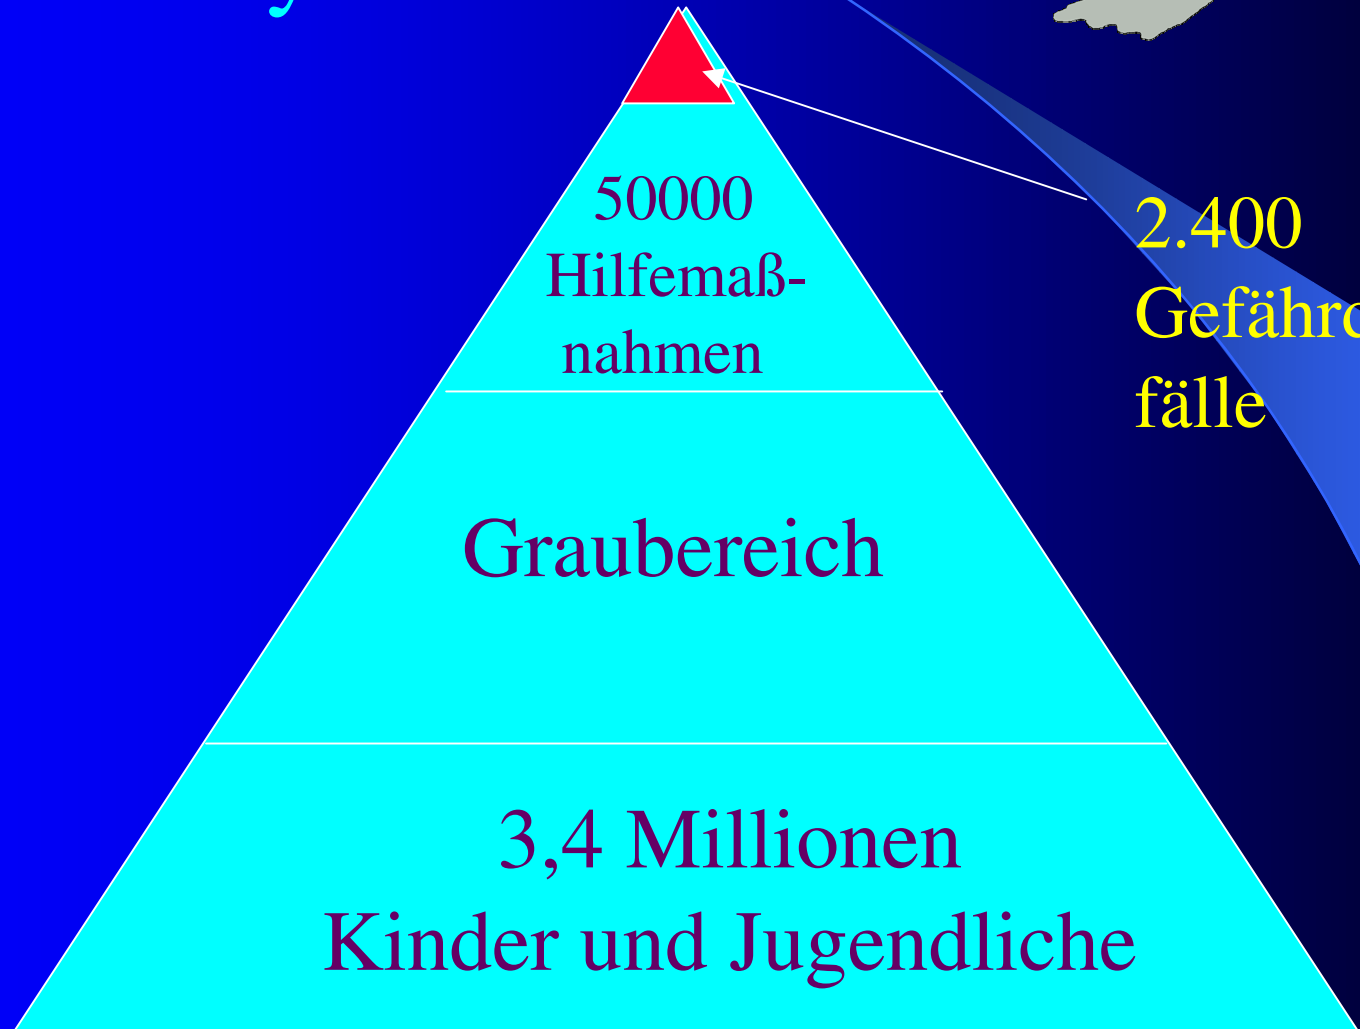 50000
Hilfemaß-
nahmen
2.400
fälle
Graubereich
3,4 Millionen
Kinder und Jugendliche